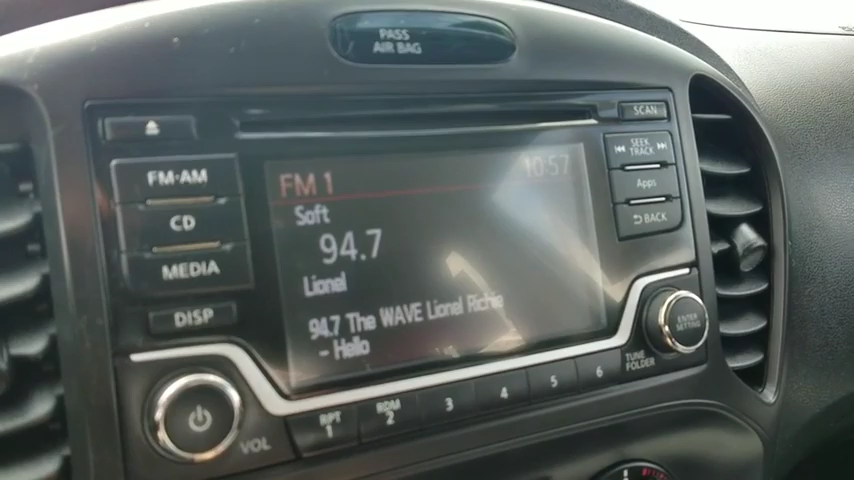 PASS
AIR BAG
SCAN
FM·AM
CD
MEDIA
DISP
FM 1
10:57
Soft
94.7
Lionel
94.7 The WAVE Lionel Richie
- Hello
SEEK
TRACK
Apps
BACK
ENTER
SETTING
TUNE
FOLDER
VOL
RPT
1
RDM
2
3
4
5
6